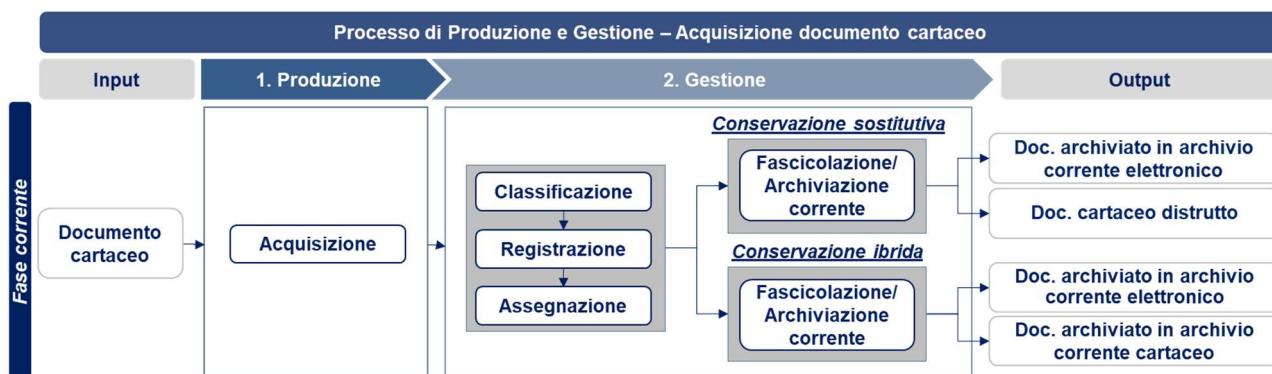 Processo di Produzione e Gestione – Acquisizione documento cartaceo
Input
1. Produzione
2. Gestione
Output
Fase corrente
Documento
cartaceo
Acquisizione
Classificazione
Registrazione
Assegnazione
Conservazione sostitutiva
Fascicolazione/
Archiviazione
corrente
Conservazione ibrida
Fascicolazione/
Archiviazione
corrente
Doc. archiviato in archivio
corrente elettronico
Doc. cartaceo distrutto
Doc. archiviato in archivio
corrente elettronico
Doc. archiviato in archivio
corrente cartaceo